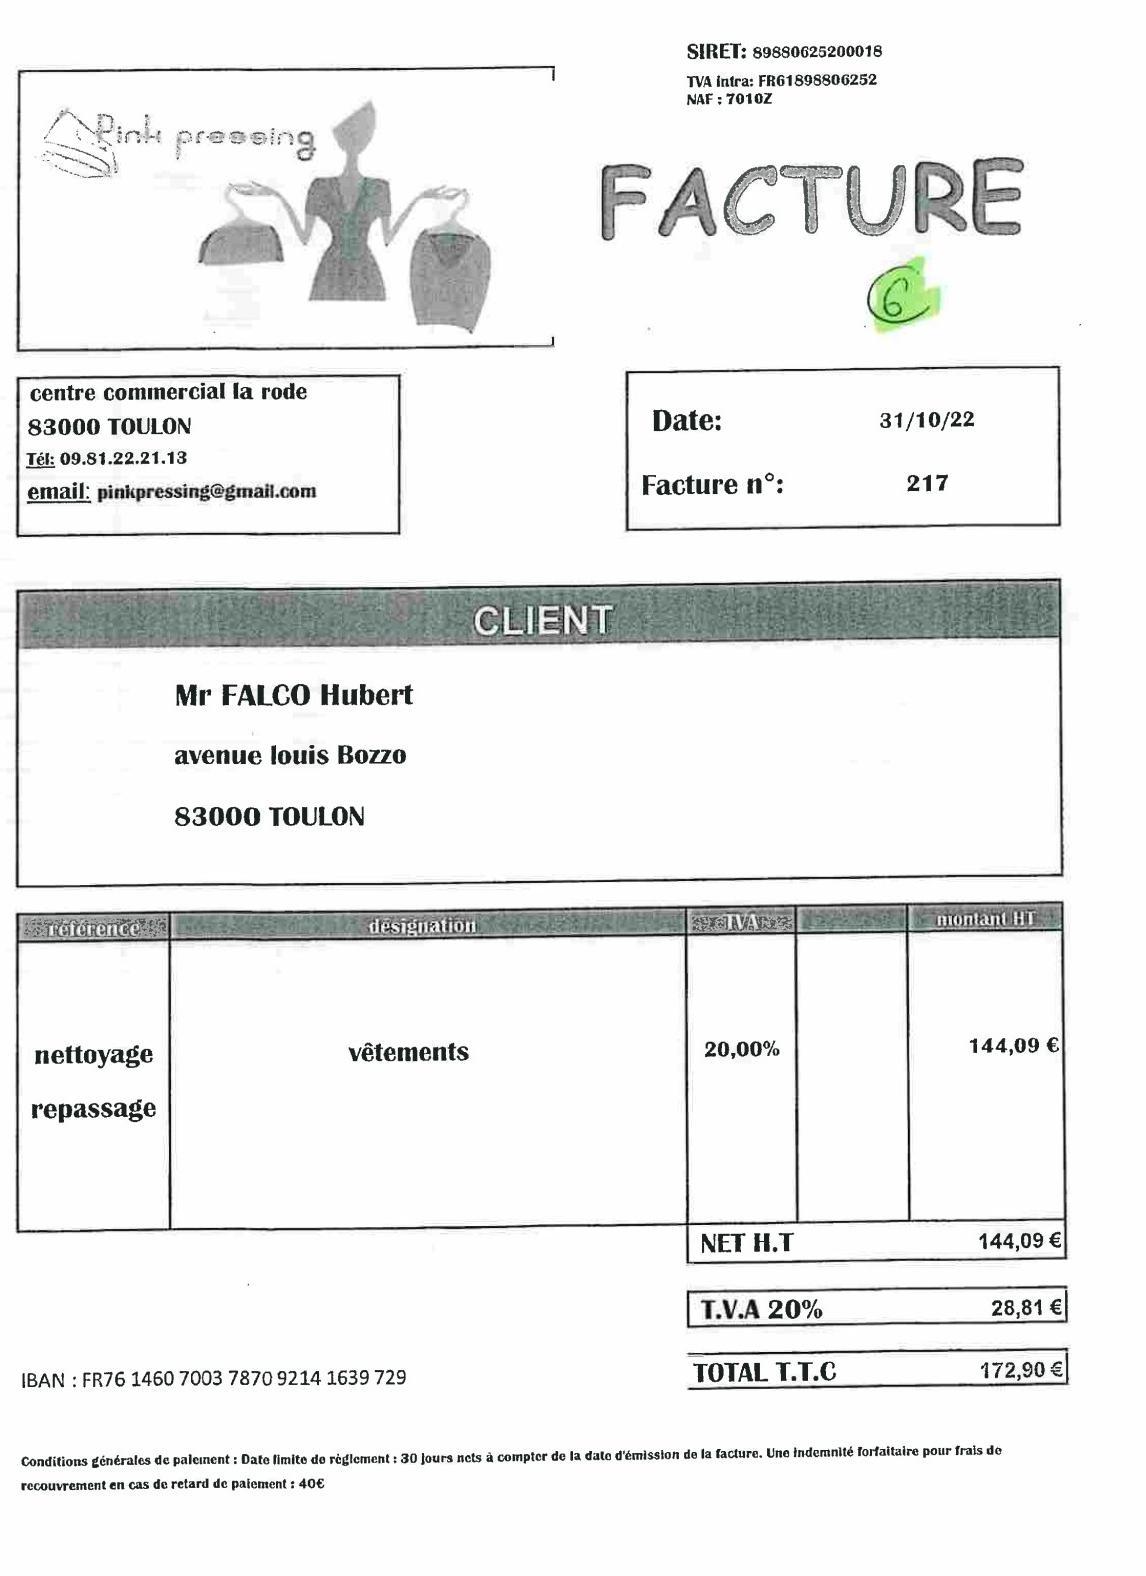 SIRET: 89880625200018
TVA intra: FR61898806252
NAF : 7010Z
Pink pressing
FACTURE
6
centre commercial la rode
83000 TOULON
Tél: 09.81.22.21.13
email: pinkpressing@gmail.com
Date: 31/10/22
Facture n°: 217
CLIENT
Mr FALCO Hubert
avenue louis Bozzo
83000 TOULON
référence désignation TVA montant HT
nettoyage vêtements 20,00% 144,09 €
repassage
NET H.T 144,09 €
T.V.A 20% 28,81 €
TOTAL T.T.C 172,90 €
IBAN : FR76 1460 7003 7870 9214 1639 729
Conditions générales de paiement : Date limite de règlement : 30 jours nets à compter de la date d'émission de la facture. Une indemnité forfaitaire pour frais de
recouvrement en cas de retard de paiement : 40€